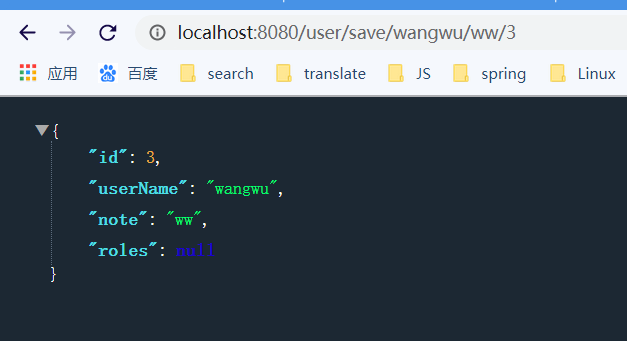 localhost:8080/user/save/wangwu/ww/3
应用 百度 search translate JS spring Linux
{
"id": 3,
"userName": "wangwu",
"note": "ww",
"roles": null
}